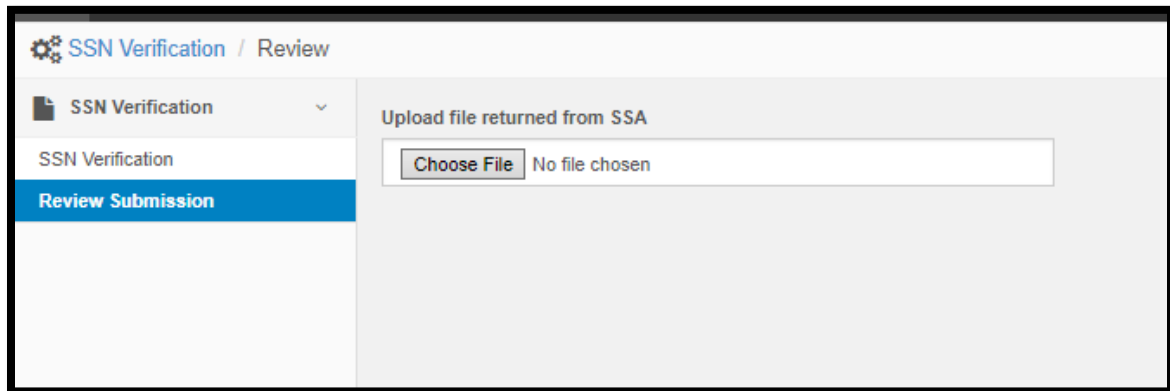 SSN Verification / Review
SSN Verification
SSN Verification
Review Submission
Upload file returned from SSA
Choose File No file chosen